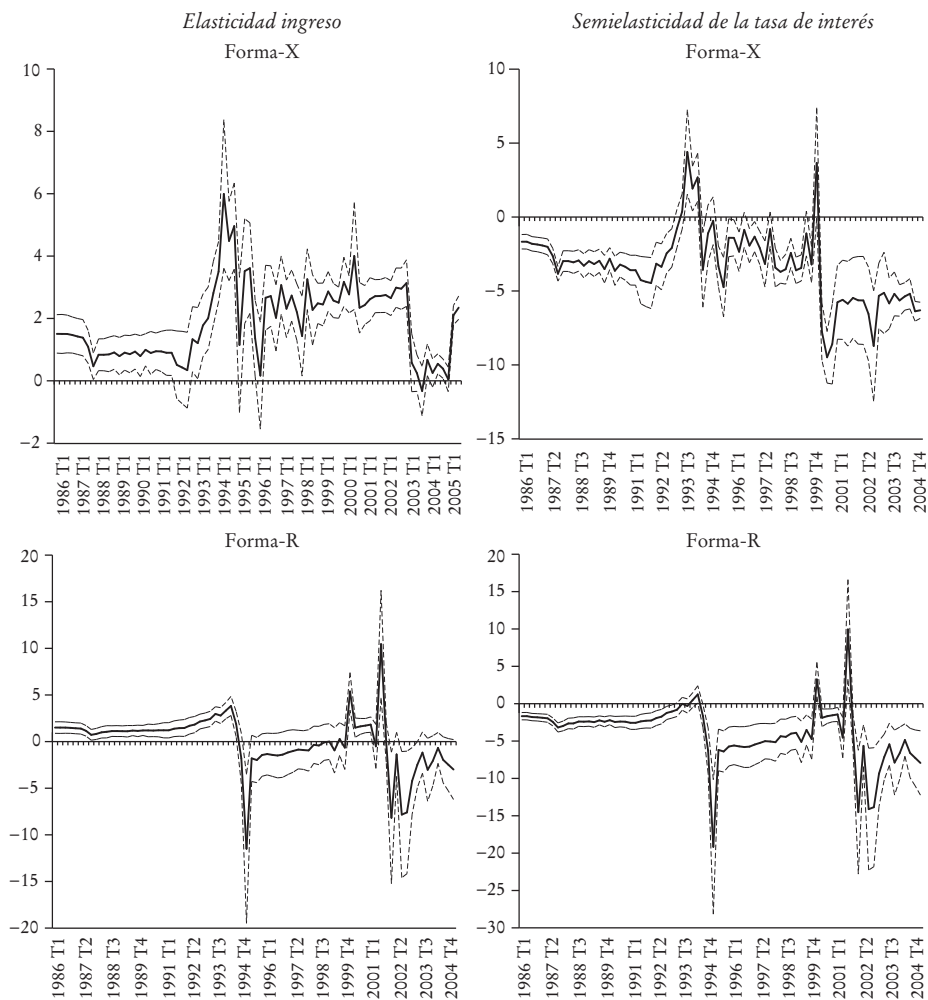 Elasticidad ingreso
Semielasticidad de la tasa de interés
Forma-X
Forma-X
10
8
6
4
2
0
−2
1986 T1
1987 T1
1988 T1
1989 T1
1990 T1
1991 T1
1992 T1
1993 T1
1994 T1
1995 T1
1996 T1
1997 T1
1998 T1
1999 T1
2000 T1
2001 T1
2002 T1
2003 T1
2004 T1
2005 T1
10
5
0
−5
−10
−15
1986 T1
1987 T2
1988 T3
1989 T4
1991 T1
1992 T2
1993 T3
1994 T4
1996 T1
1997 T2
1998 T3
1999 T4
2001 T1
2002 T2
2003 T3
2004 T4
Forma-R
Forma-R
20
15
10
5
0
−5
−10
−15
−20
1986 T1
1987 T2
1988 T3
1989 T4
1991 T1
1992 T2
1993 T3
1994 T4
1996 T1
1997 T2
1998 T3
1999 T4
2001 T1
2002 T2
2003 T3
2004 T4
20
15
10
5
0
−5
−10
−15
−20
−25
−30
1986 T1
1987 T2
1988 T3
1989 T4
1991 T1
1992 T2
1993 T3
1994 T4
1996 T1
1997 T2
1998 T3
1999 T4
2001 T1
2002 T2
2003 T3
2004 T4